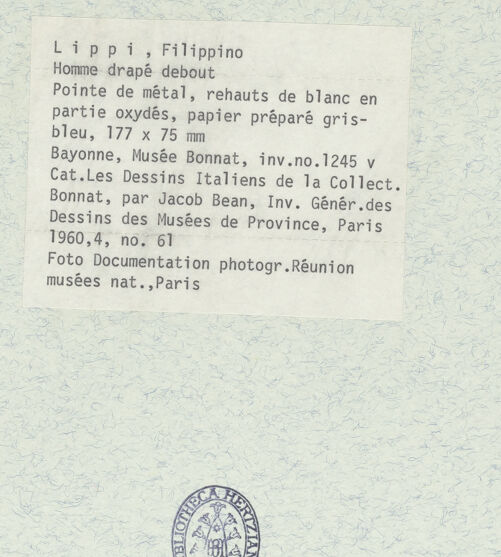 L i p p i , Filippino
Homme drapé debout
Pointe de métal, rehauts de blanc en
partie oxydés, papier préparé gris-
bleu, 177 x 75 mm
Bayonne, Musée Bonnat, inv.no.1245 v
Cat.Les Dessins Italiens de la Collect.
Bonnat, par Jacob Bean, Inv. Génér.des
Dessins des Musées de Province, Paris
1960,4, no. 61
Foto Documentation photogr.Réunion
musées nat.,Paris
BIBLIOTHECA HERTZIAN